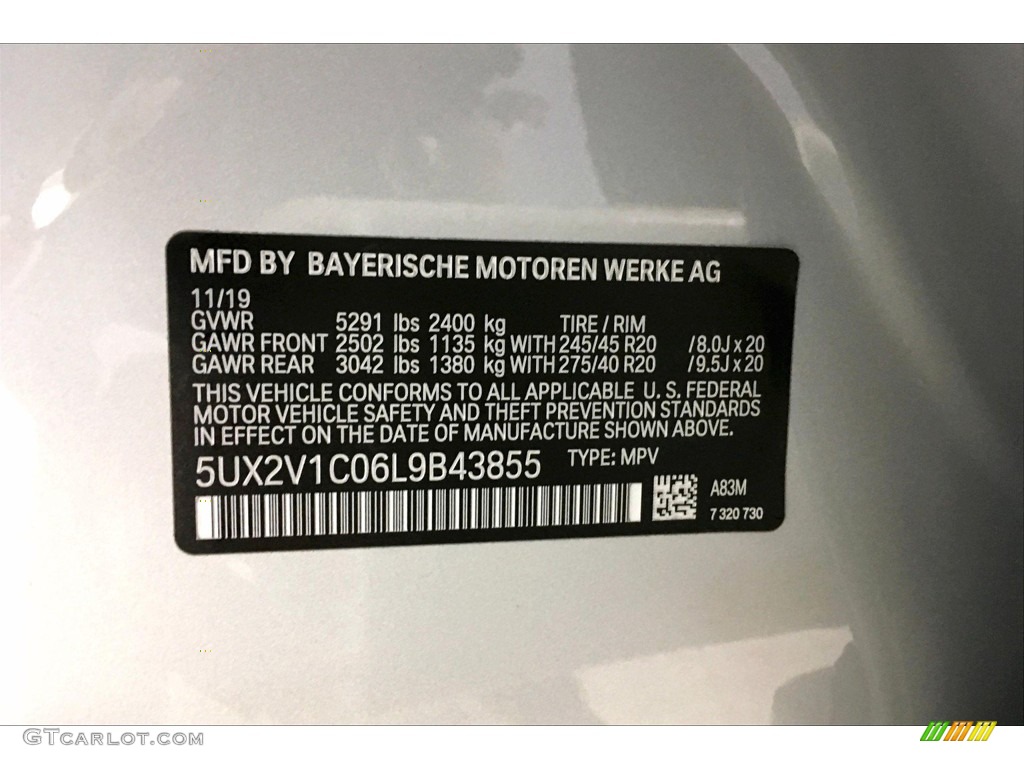 MFD BY BAYERISCHE MOTOREN WERKE AG
11/19
GVWR 5291 lbs 2400 kg TIRE / RIM
GAWR FRONT 2502 lbs 1135 kg WITH 245/45 R20 /8.0J x 20
GAWR REAR 3042 lbs 1380 kg WITH 275/40 R20 /9.5J x 20
THIS VEHICLE CONFORMS TO ALL APPLICABLE U. S. FEDERAL
MOTOR VEHICLE SAFETY AND THEFT PREVENTION STANDARDS
IN EFFECT ON THE DATE OF MANUFACTURE SHOWN ABOVE.
5UX2V1C06L9B43855 TYPE: MPV
A83M
7 320 730
GTCarlot.com